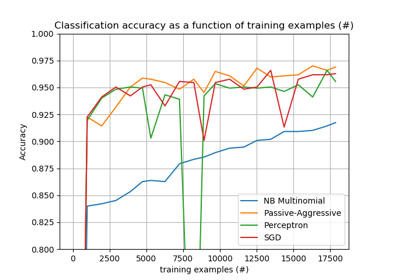 Classification accuracy as a function of training examples (#)
1.000
0.975
0.950
0.925
0.900
0.875
0.850
0.825
0.800
Accuracy
NB Multinomial
Passive-Aggressive
Perceptron
SGD
0 2500 5000 7500 10000 12500 15000 17500
training examples (#)